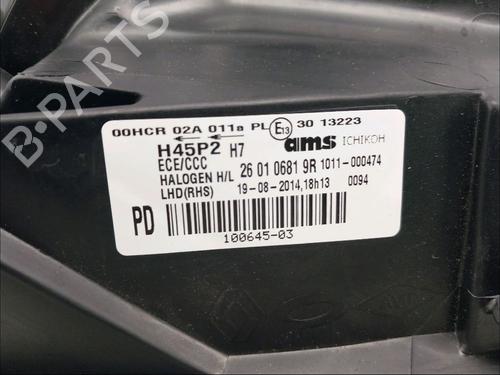 00HCR 02A 011a PL E13 30 13223
H45P2 H7 ams ICHIKOH
ECE/CCC 26 01 0681 9R 1011-000474
HALOGEN H/L
LHD(RHS) 19-08-2014,18h13 0094
PD
100645-03